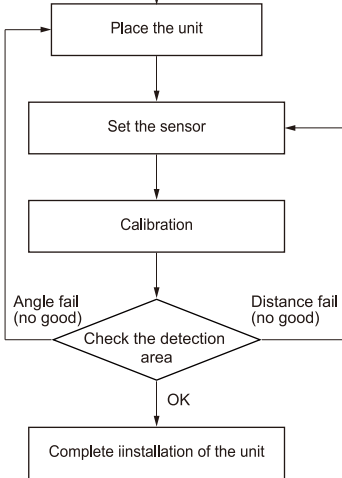 Place the unit
Set the sensor
Calibration
Angle fail
(no good)
Distance fail
(no good)
Check the detection
area
OK
Complete iinstallation of the unit